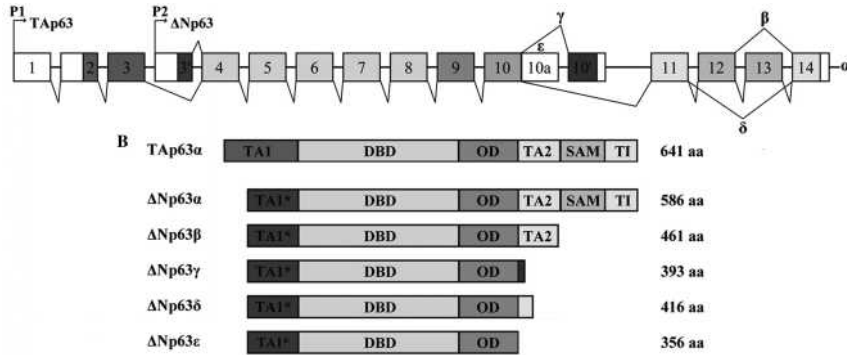 P1 TAp63 P2 ΔNp63 γ β
ε
1 2 3 3' 4 5 6 7 8 9 10 10a 10' 11 12 13 14 α
δ
B TAp63α TA1 DBD OD TA2 SAM TI 641 aa
ΔNp63α TA1* DBD OD TA2 SAM TI 586 aa
ΔNp63β TA1* DBD OD TA2 461 aa
ΔNp63γ TA1* DBD OD 393 aa
ΔNp63δ TA1* DBD OD 416 aa
ΔNp63ε TA1* DBD OD 356 aa